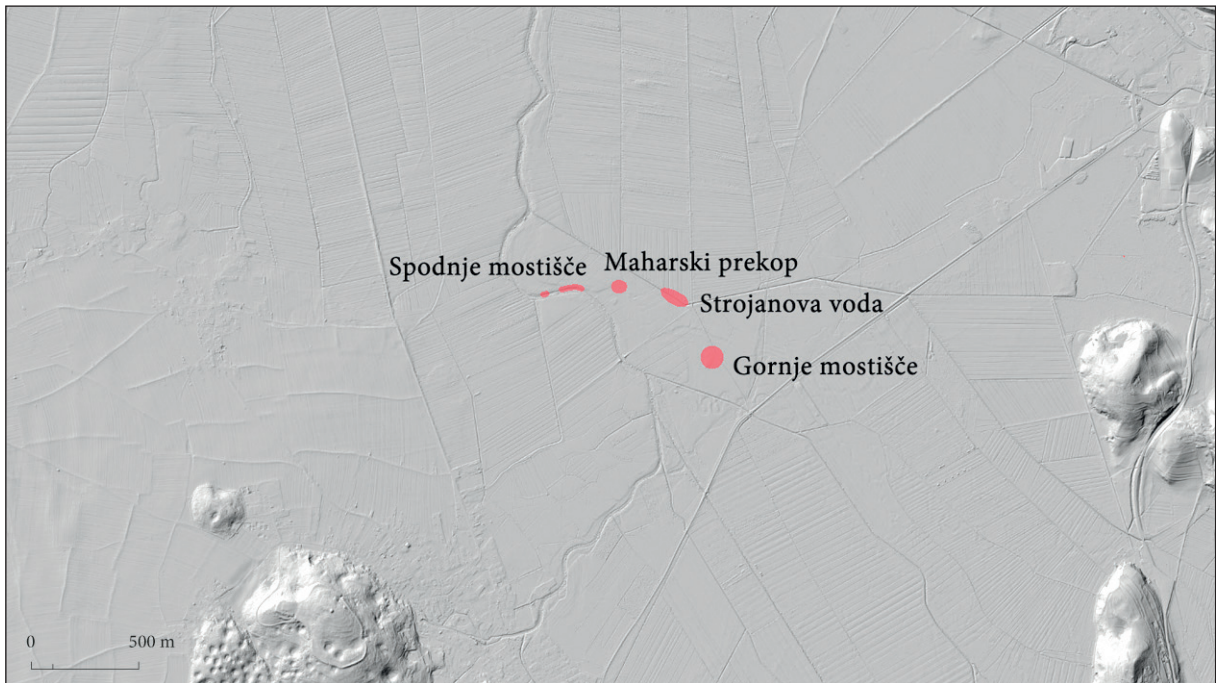 Spodnje mostišče
Maharski prekop
Strojanova voda
Gornje mostišče
0 500 m